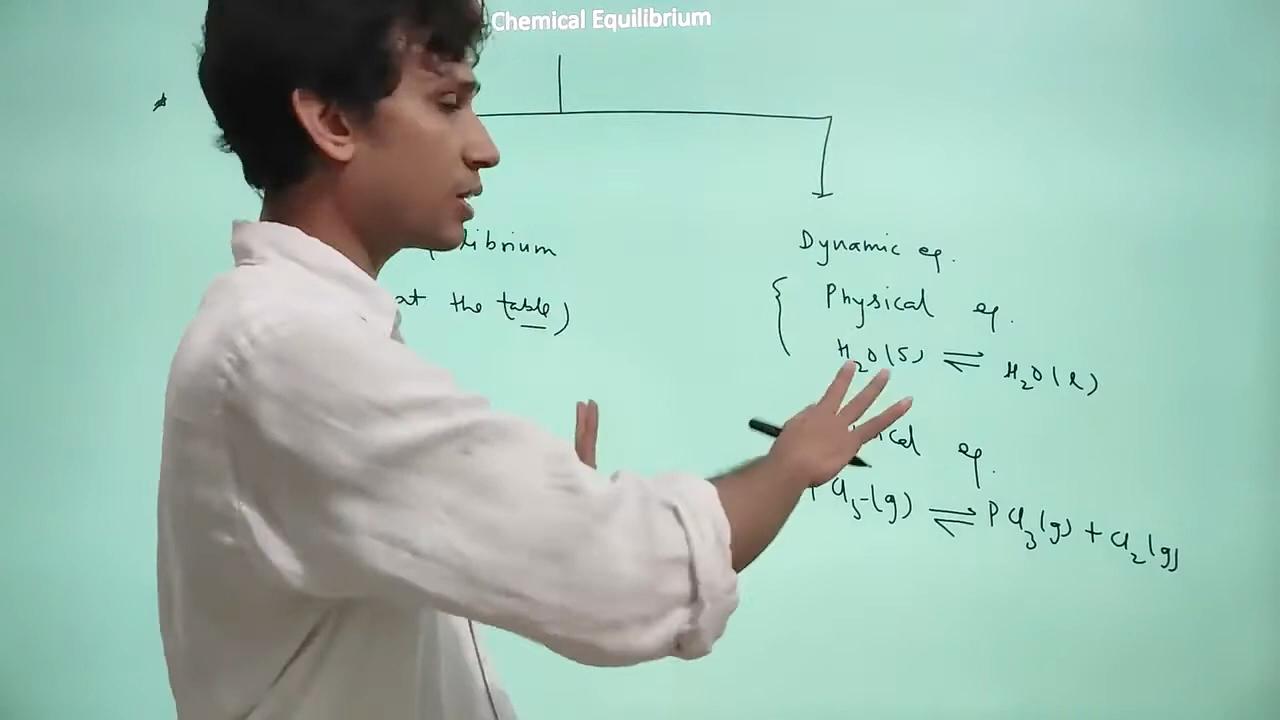 Chemical Equilibrium
librium
at the table)
Dynamic eq.
Physical eq.
H₂O(s) ⇌ H₂O(l)
ical eq.
Cl₅(g) ⇌ PCl₃(g) + Cl₂(g)